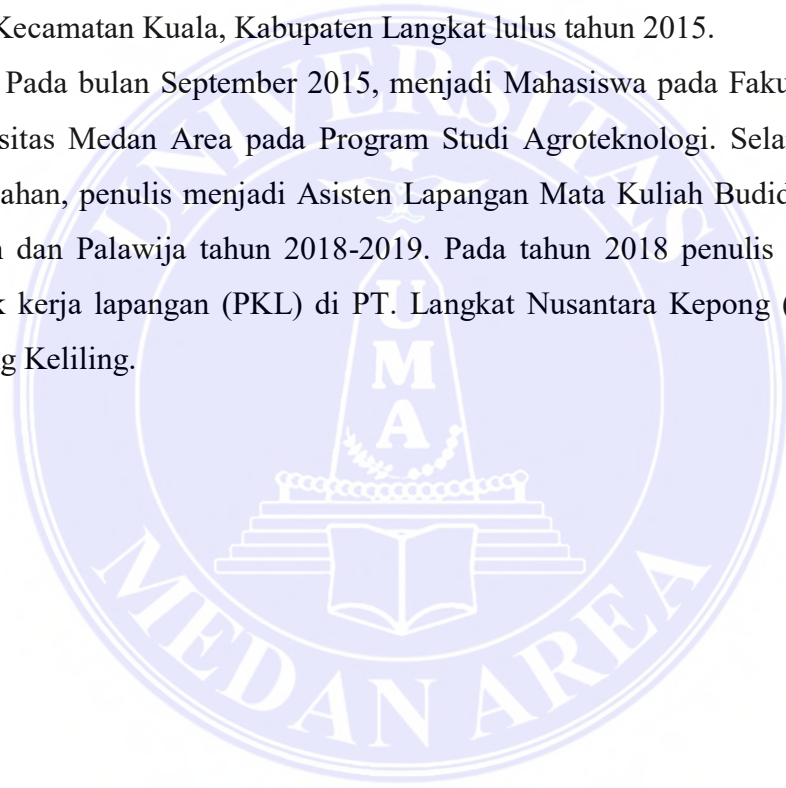 Kecamatan Kuala, Kabupaten Langkat lulus tahun 2015.
Pada bulan September 2015, menjadi Mahasiswa pada Faku
sitas Medan Area pada Program Studi Agroteknologi. Sela
ahan, penulis menjadi Asisten Lapangan Mata Kuliah Budid
n dan Palawija tahun 2018-2019. Pada tahun 2018 penulis
k kerja lapangan (PKL) di PT. Langkat Nusantara Kepong (
g Keliling.
UNIVERSITAS
U
M
A
MEDAN AREA